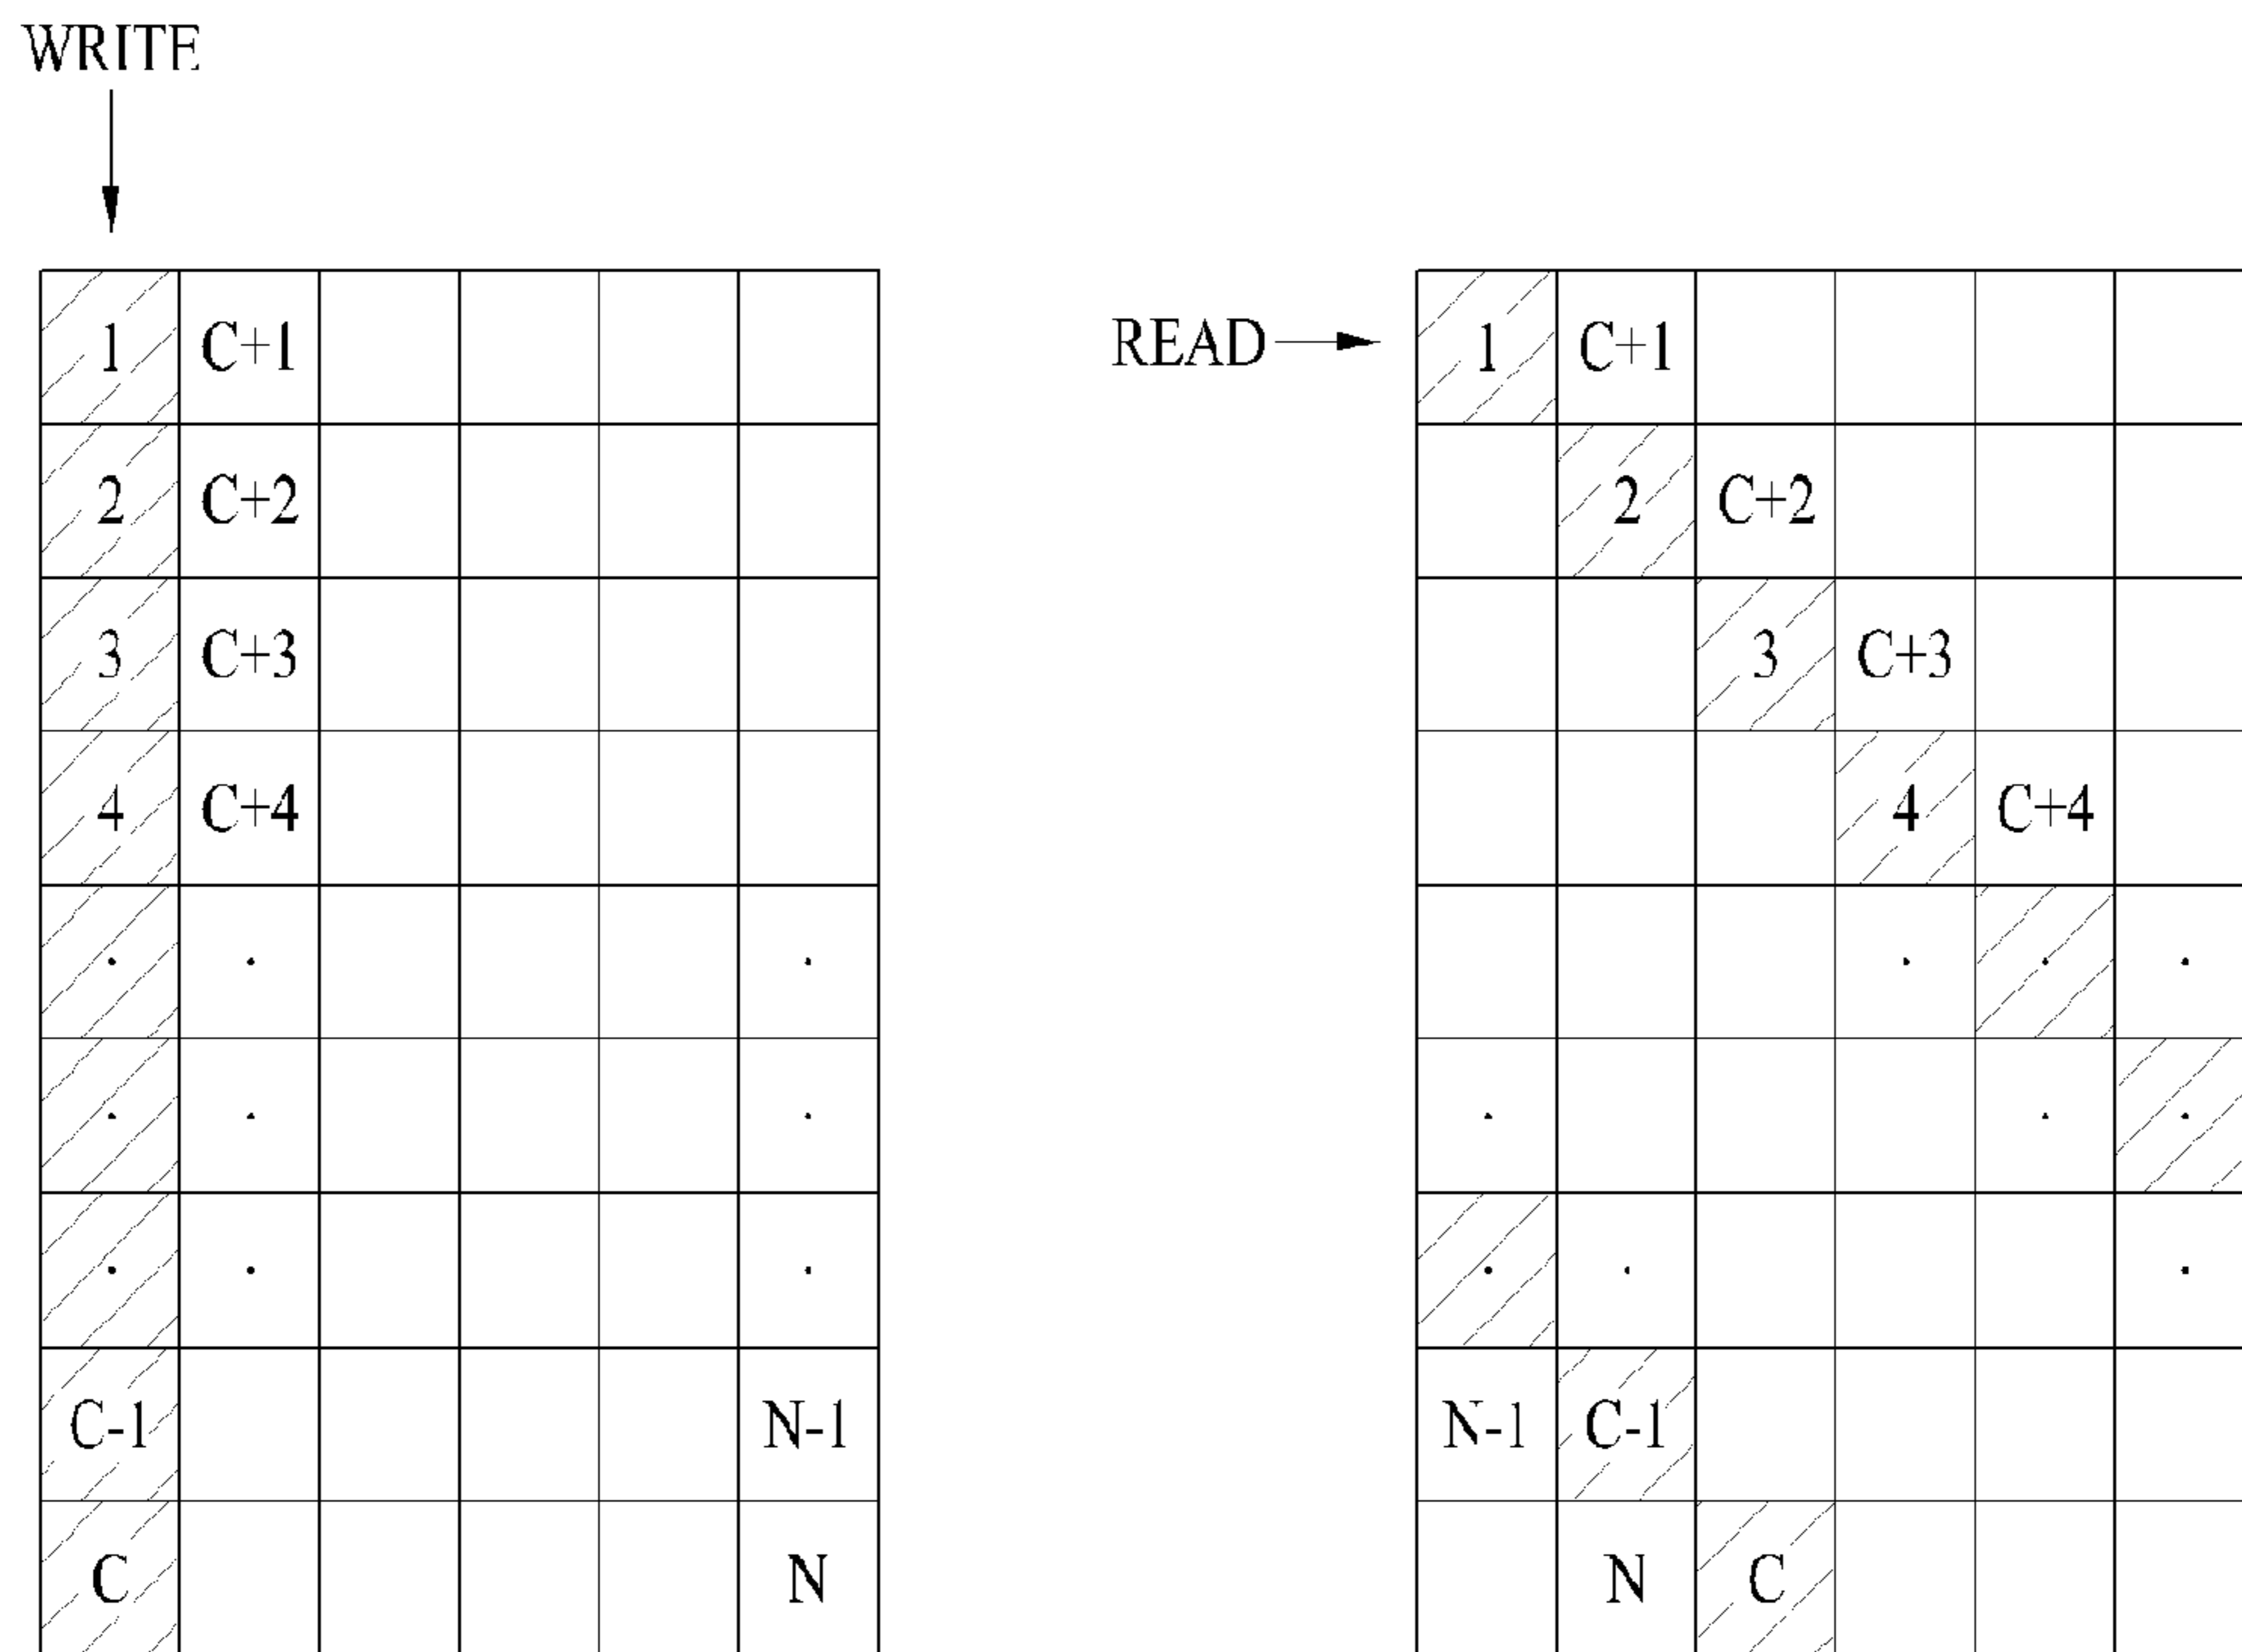 WRITE
READ
1 C+1 1 C+1
2 C+2 2 C+2
3 C+3 3 C+3
4 C+4 4 C+4
. . . . . .
. . . . . .
. . . . . .
C-1 N-1 N-1 C-1
C N N C